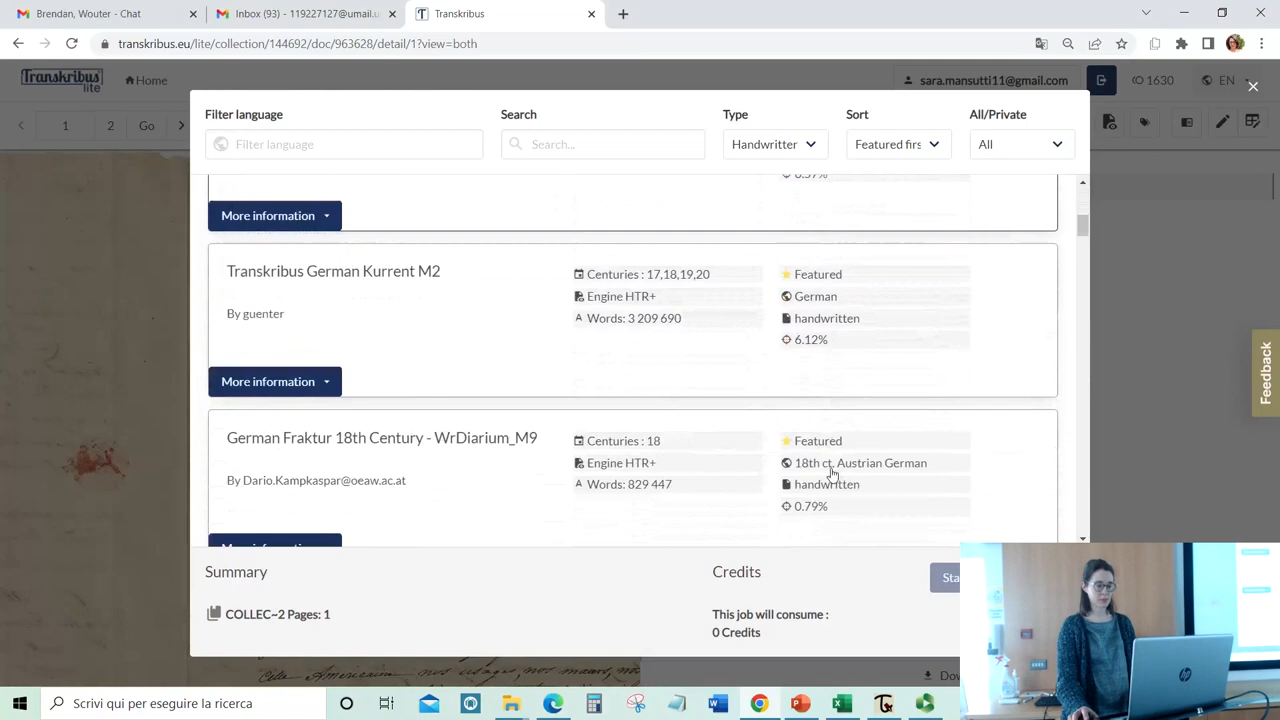 Brendan, Wouter - Chat
Inbox (93) - 119227127@umail.u
Transkribus
transkribus.eu/lite/collection/144692/doc/963628/detail/1?view=both
Transkribus
lite
Home
sara.mansutti11@gmail.com
1630
EN
1
2
Go
Filter language
Search
Type
Sort
All/Private
Filter language
Search...
Handwritter
Featured firs
All
More information
Transkribus German Kurrent M2
By guenter
Centuries : 17,18,19,20
Engine HTR+
Words: 3 209 690
Featured
German
handwritten
6.12%
More information
German Fraktur 18th Century - WrDiarium_M9
By Dario.Kampkaspar@oeaw.ac.at
Centuries : 18
Engine HTR+
Words: 829 447
Featured
18th ct. Austrian German
handwritten
0.79%
Summary
COLLEC~2 Pages: 1
Credits
This job will consume :
0 Credits
Sta
Feedback
Dow
Scrivi qui per eseguire la ricerca
hp